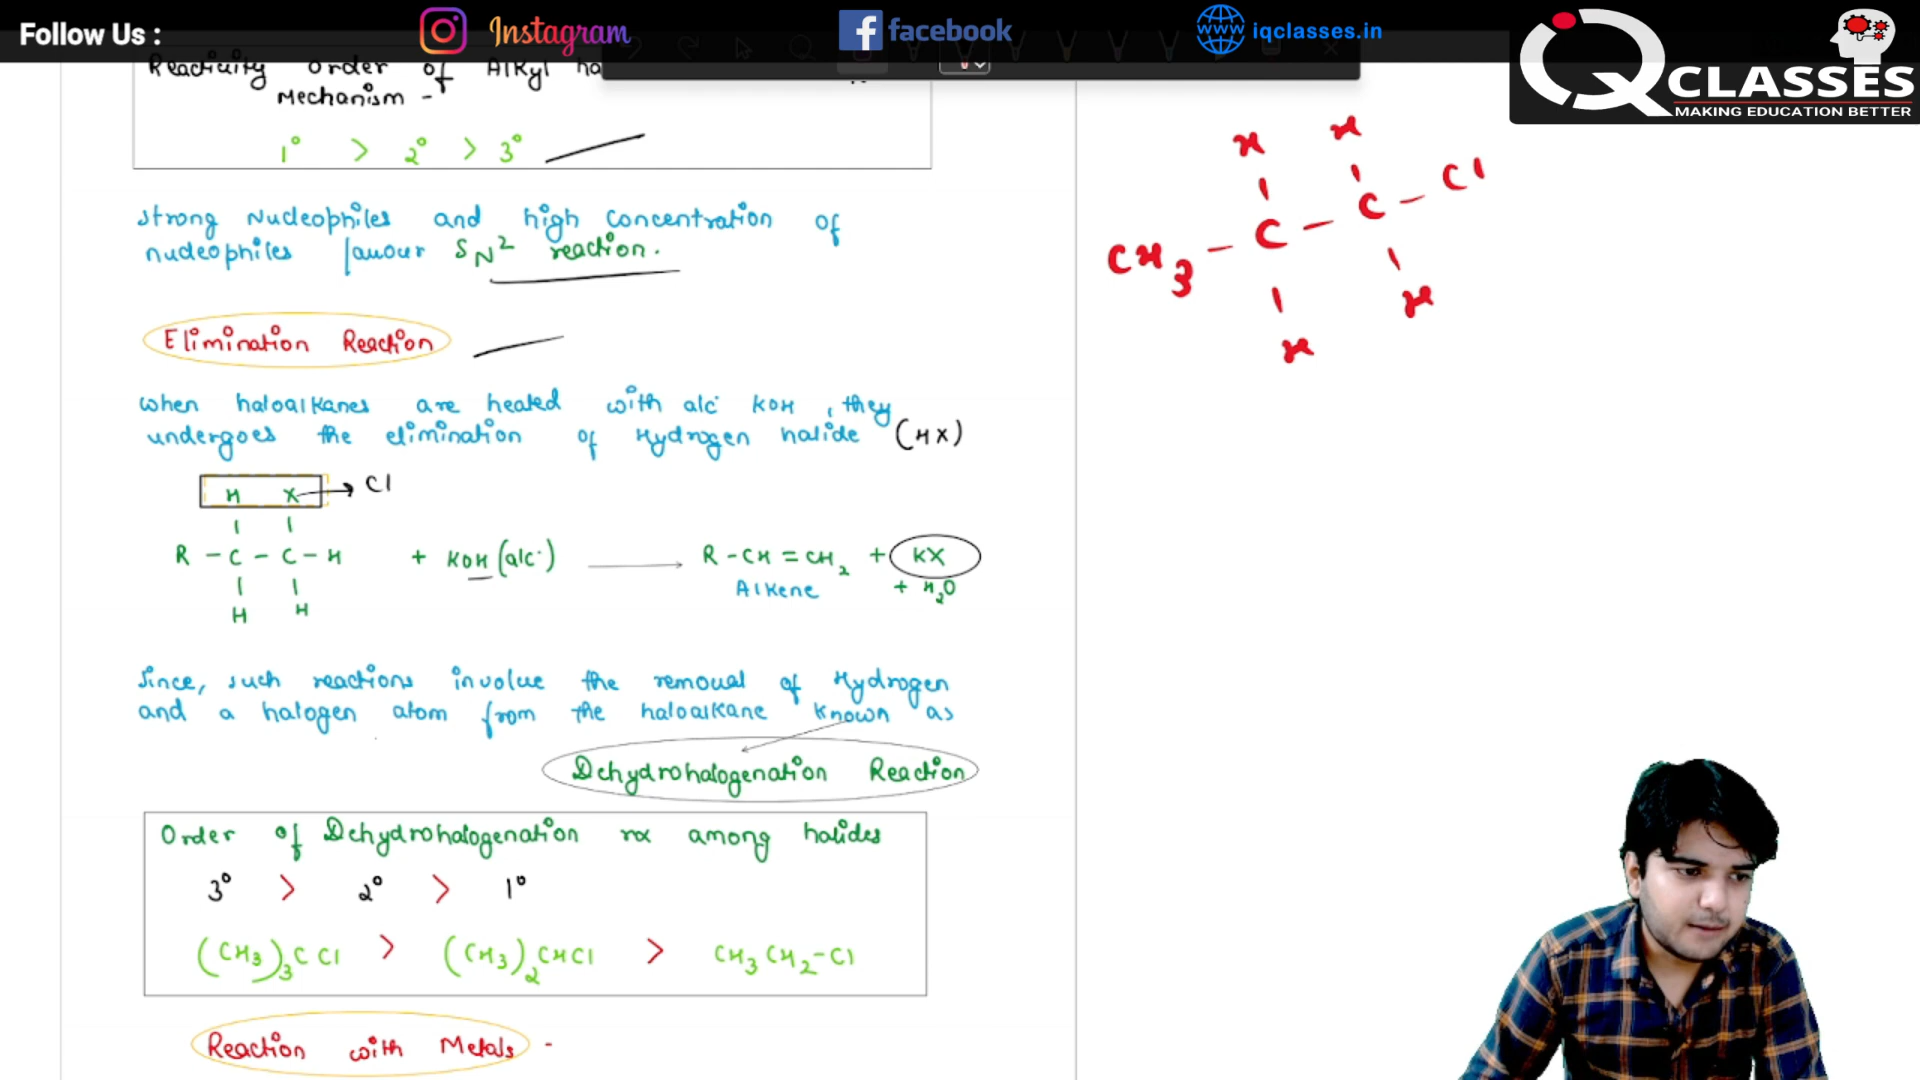 Follow Us :
Instagram
facebook
iqclasses.in
IQ CLASSES
MAKING EDUCATION BETTER
Reactivity order of Alkyl ha
Mechanism -
1° > 2° > 3°
Strong Nucleophiles and high concentration of
nucleophiles favour SN² reaction.
Elimination Reaction
When haloalkanes are heated with alc KOH, they
undergoes the elimination of Hydrogen halide (HX)
H X → Cl
R - C - C - H + KOH (alc.) → R - CH = CH₂ + KX
H H
Alkene + H₂O
Since, such reactions involve the removal of Hydrogen
and a halogen atom from the haloalkane known as
Dehydrohalogenation Reaction
Order of Dehydrohalogenation rx among halides
3° > 2° > 1°
(CH₃)₃CCl > (CH₃)₂CHCl > CH₃CH₂-Cl
Reaction with Metals -
H H
CH₃ - C - C - Cl
H H